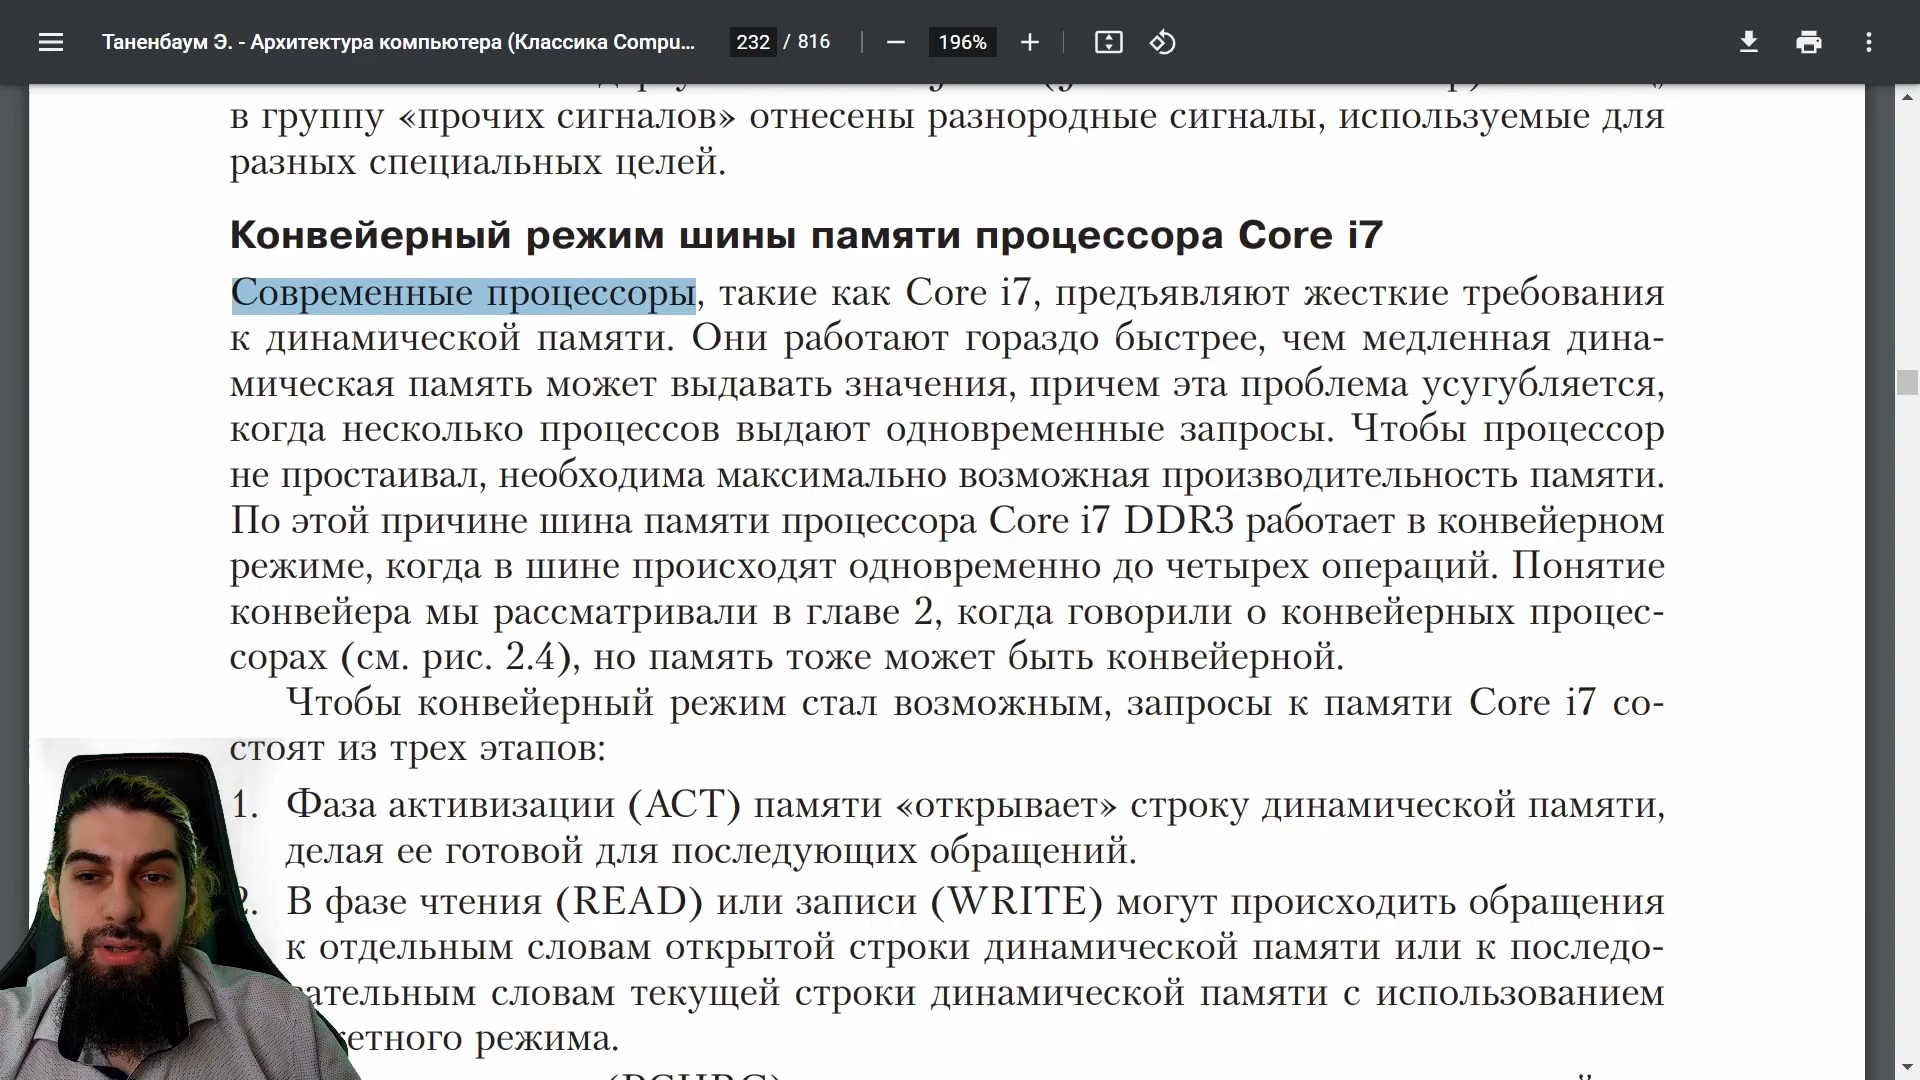 Таненбаум Э. - Архитектура компьютера (Классика Compu... 232 / 816 196%
в группу «прочих сигналов» отнесены разнородные сигналы, используемые для
разных специальных целей.
Конвейерный режим шины памяти процессора Core i7
Современные процессоры, такие как Core i7, предъявляют жесткие требования
к динамической памяти. Они работают гораздо быстрее, чем медленная дина-
мическая память может выдавать значения, причем эта проблема усугубляется,
когда несколько процессов выдают одновременные запросы. Чтобы процессор
не простаивал, необходима максимально возможная производительность памяти.
По этой причине шина памяти процессора Core i7 DDR3 работает в конвейерном
режиме, когда в шине происходят одновременно до четырех операций. Понятие
конвейера мы рассматривали в главе 2, когда говорили о конвейерных процес-
сорах (см. рис. 2.4), но память тоже может быть конвейерной.
Чтобы конвейерный режим стал возможным, запросы к памяти Core i7 со-
стоят из трех этапов:
1. Фаза активизации (ACT) памяти «открывает» строку динамической памяти,
делая ее готовой для последующих обращений.
2. В фазе чтения (READ) или записи (WRITE) могут происходить обращения
к отдельным словам открытой строки динамической памяти или к последо-
вательным словам текущей строки динамической памяти с использованием
етного режима.